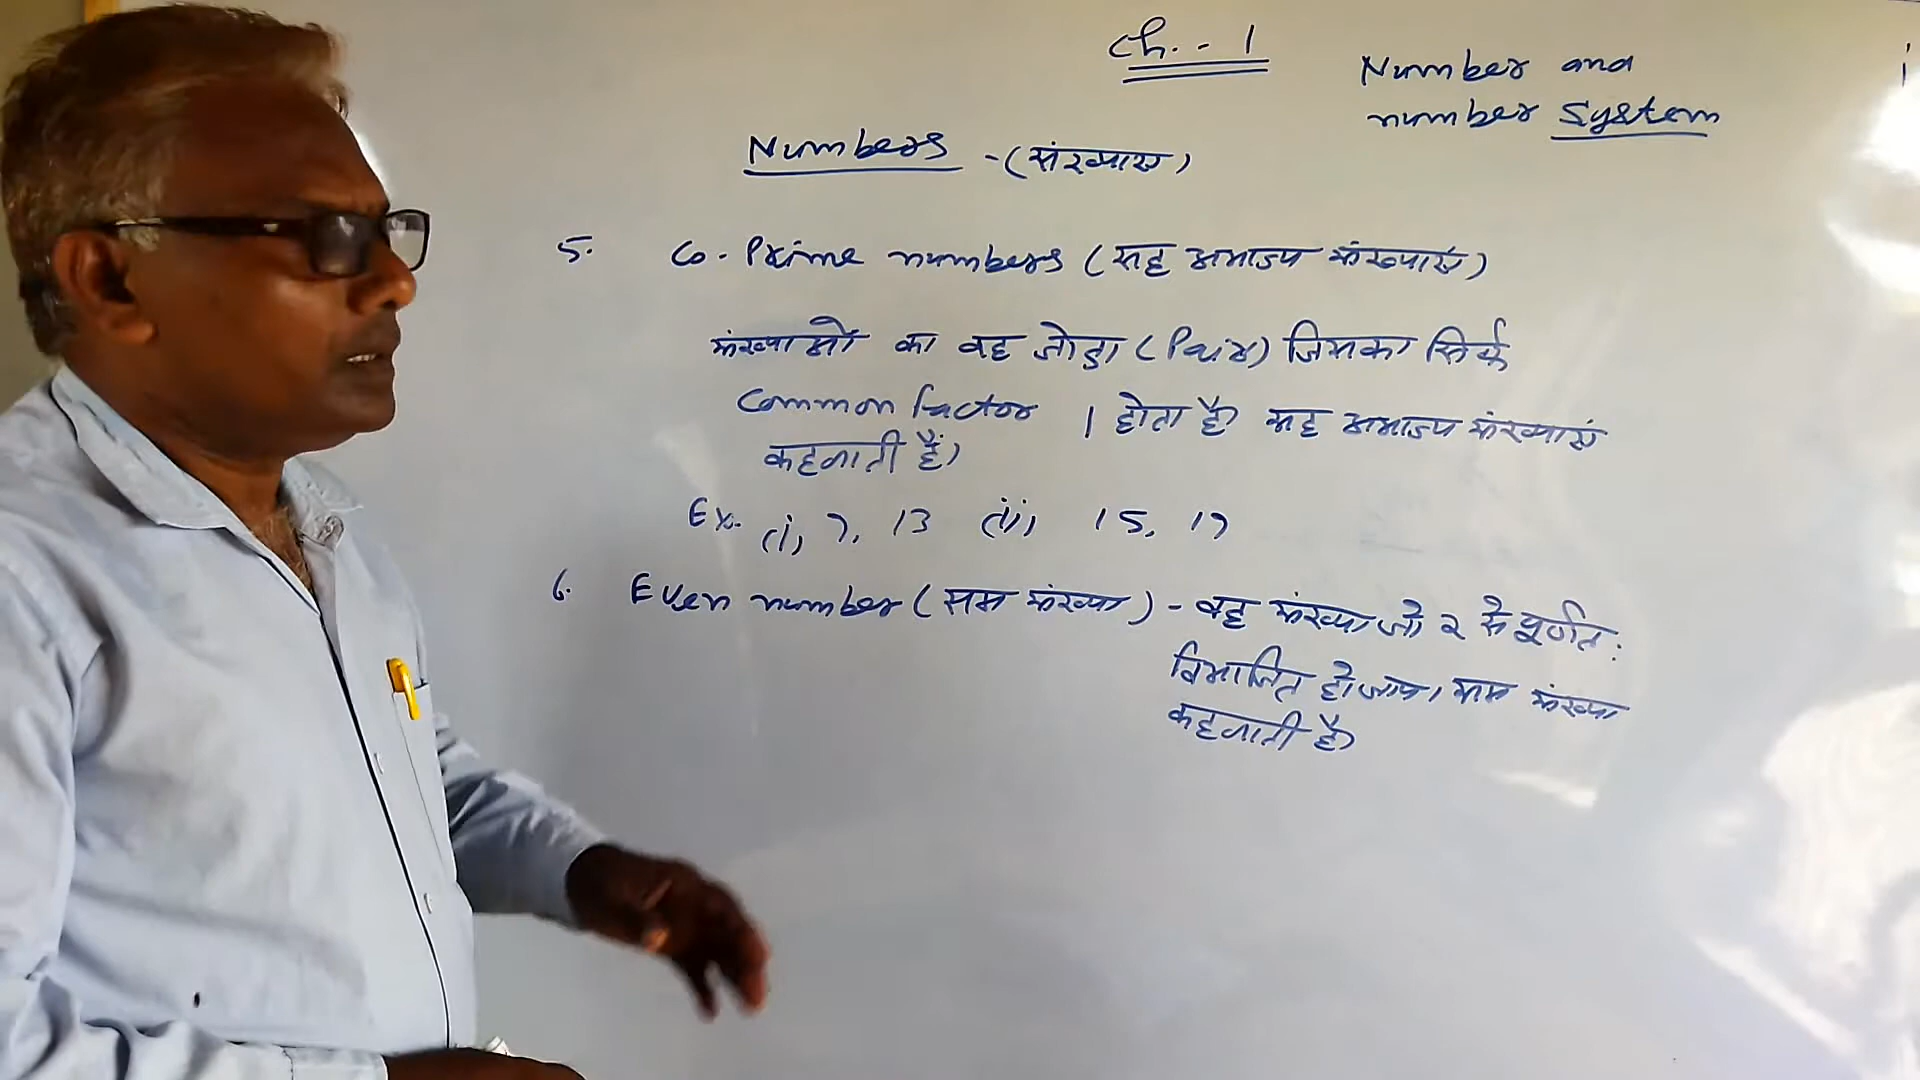 Ch. - 1
Number and
number System
Numbers - (संख्याएं)
5. Co-Prime numbers (सह अभाज्य संख्याएं)
संख्याओं का वह जोड़ा (Pair) जिसका सिर्फ
Common factor 1 होता है। सह अभाज्य संख्याएं
कहलाती हैं।
Ex. (i) 7, 13 (ii) 15, 17
6. Even number (सम संख्या) - वह संख्या जो 2 से पूर्णत:
विभाजित हो जाए, सम संख्या
कहलाती है।